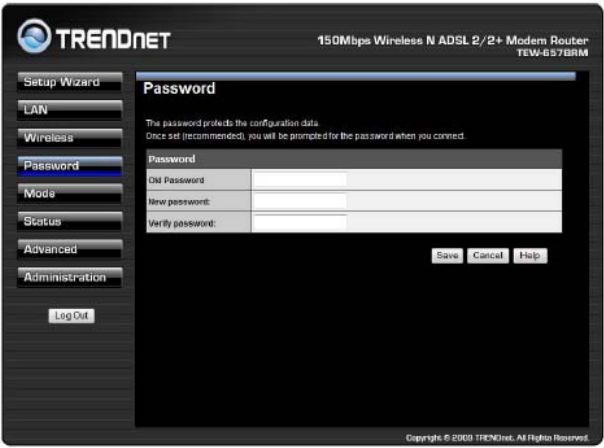 TRENDNET
150Mbps Wireless N ADSL 2/2+ Modem Router
TEW-657BRM
Setup Wizard
LAN
Wireless
Password
Mode
Status
Advanced
Administration
Log Out
Password
The password protects the configuration data.
Once set (recommended), you will be prompted for the password when you connect.
Password
Old Password
New password:
Verify password:
Save Cancel Help
Copyright © 2009 TRENDnet. All Rights Reserved.